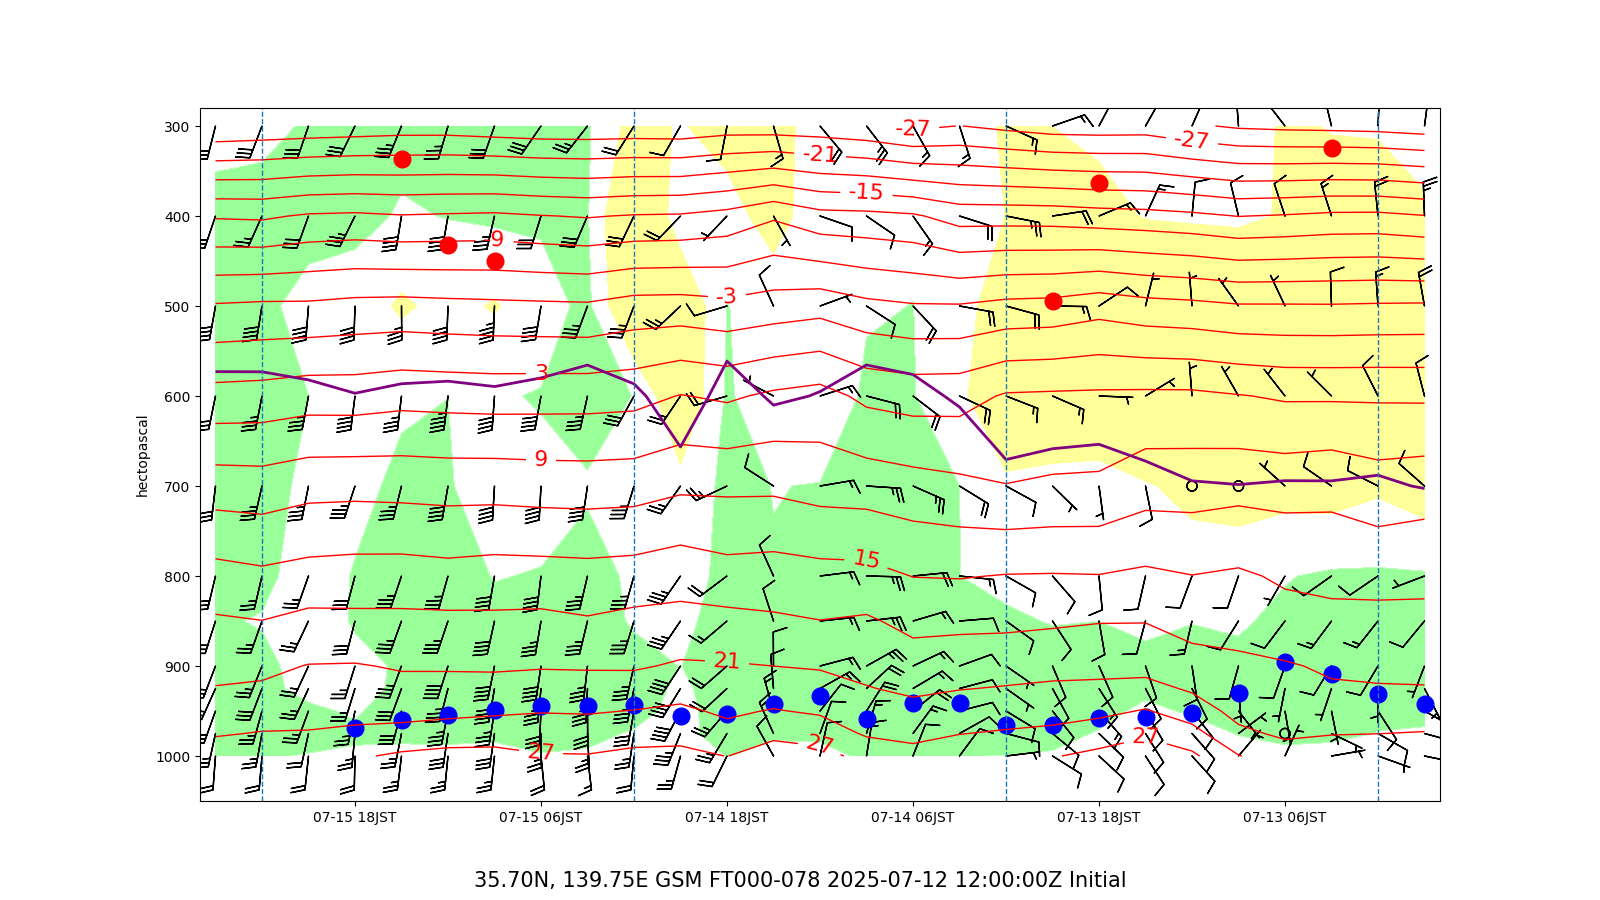 300
400
500
600
700
800
900
1000
hectopascal
-27
-27
-21
-15
-9
-3
3
9
15
21
27
27
27
07-15 18JST
07-15 06JST
07-14 18JST
07-14 06JST
07-13 18JST
07-13 06JST
35.70N, 139.75E GSM FT000-078 2025-07-12 12:00:00Z Initial